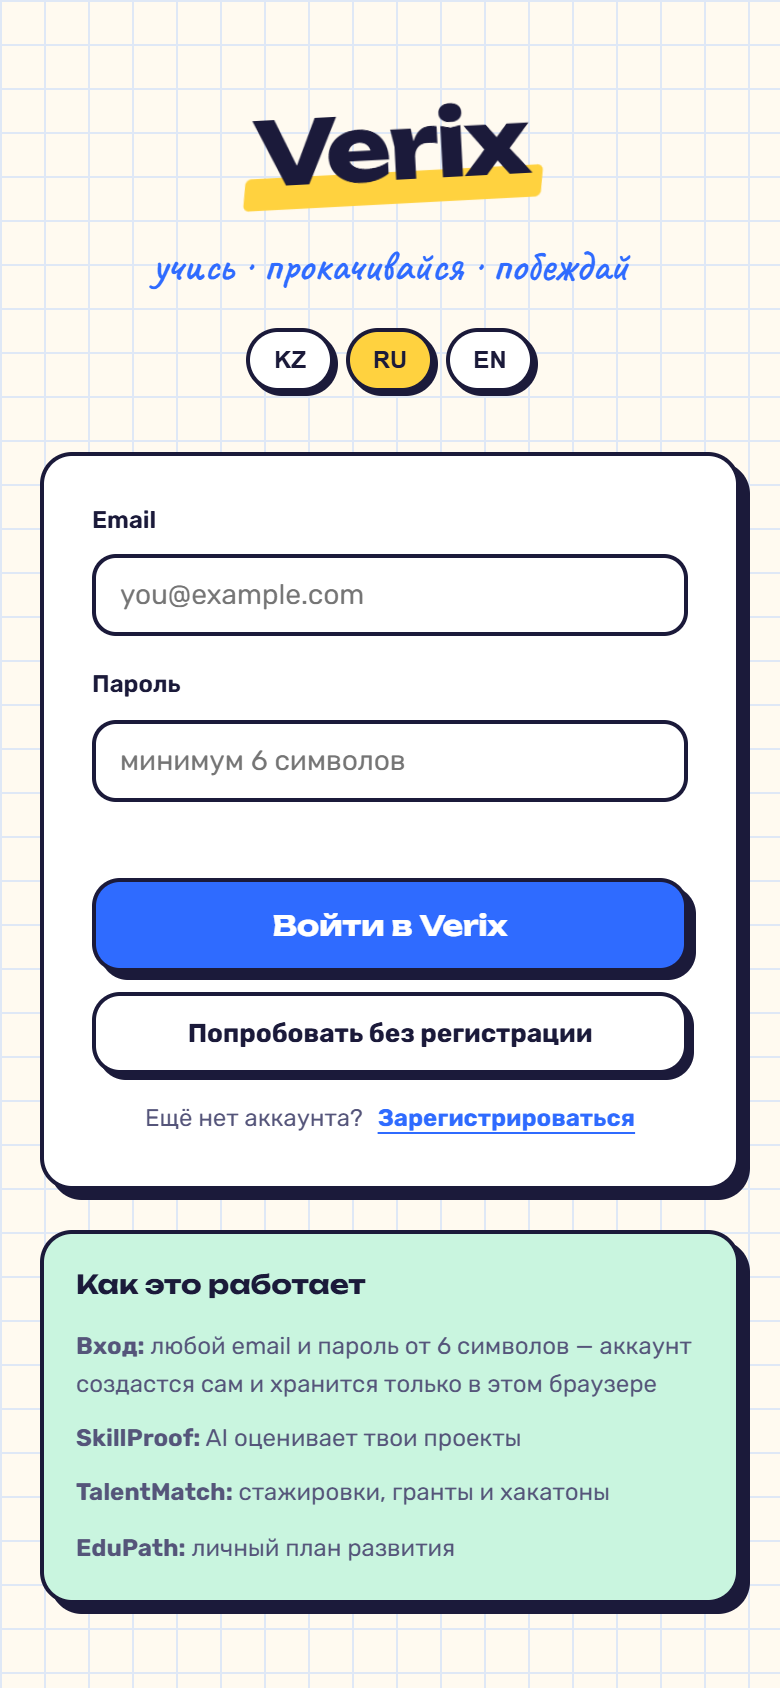 Verix
учись · прокачивайся · побеждай
KZ RU EN
Email
you@example.com
Пароль
минимум 6 символов
Войти в Verix
Попробовать без регистрации
Ещё нет аккаунта? Зарегистрироваться
Как это работает
Вход: любой email и пароль от 6 символов — аккаунт
создастся сам и хранится только в этом браузере
SkillProof: AI оценивает твои проекты
TalentMatch: стажировки, гранты и хакатоны
EduPath: личный план развития